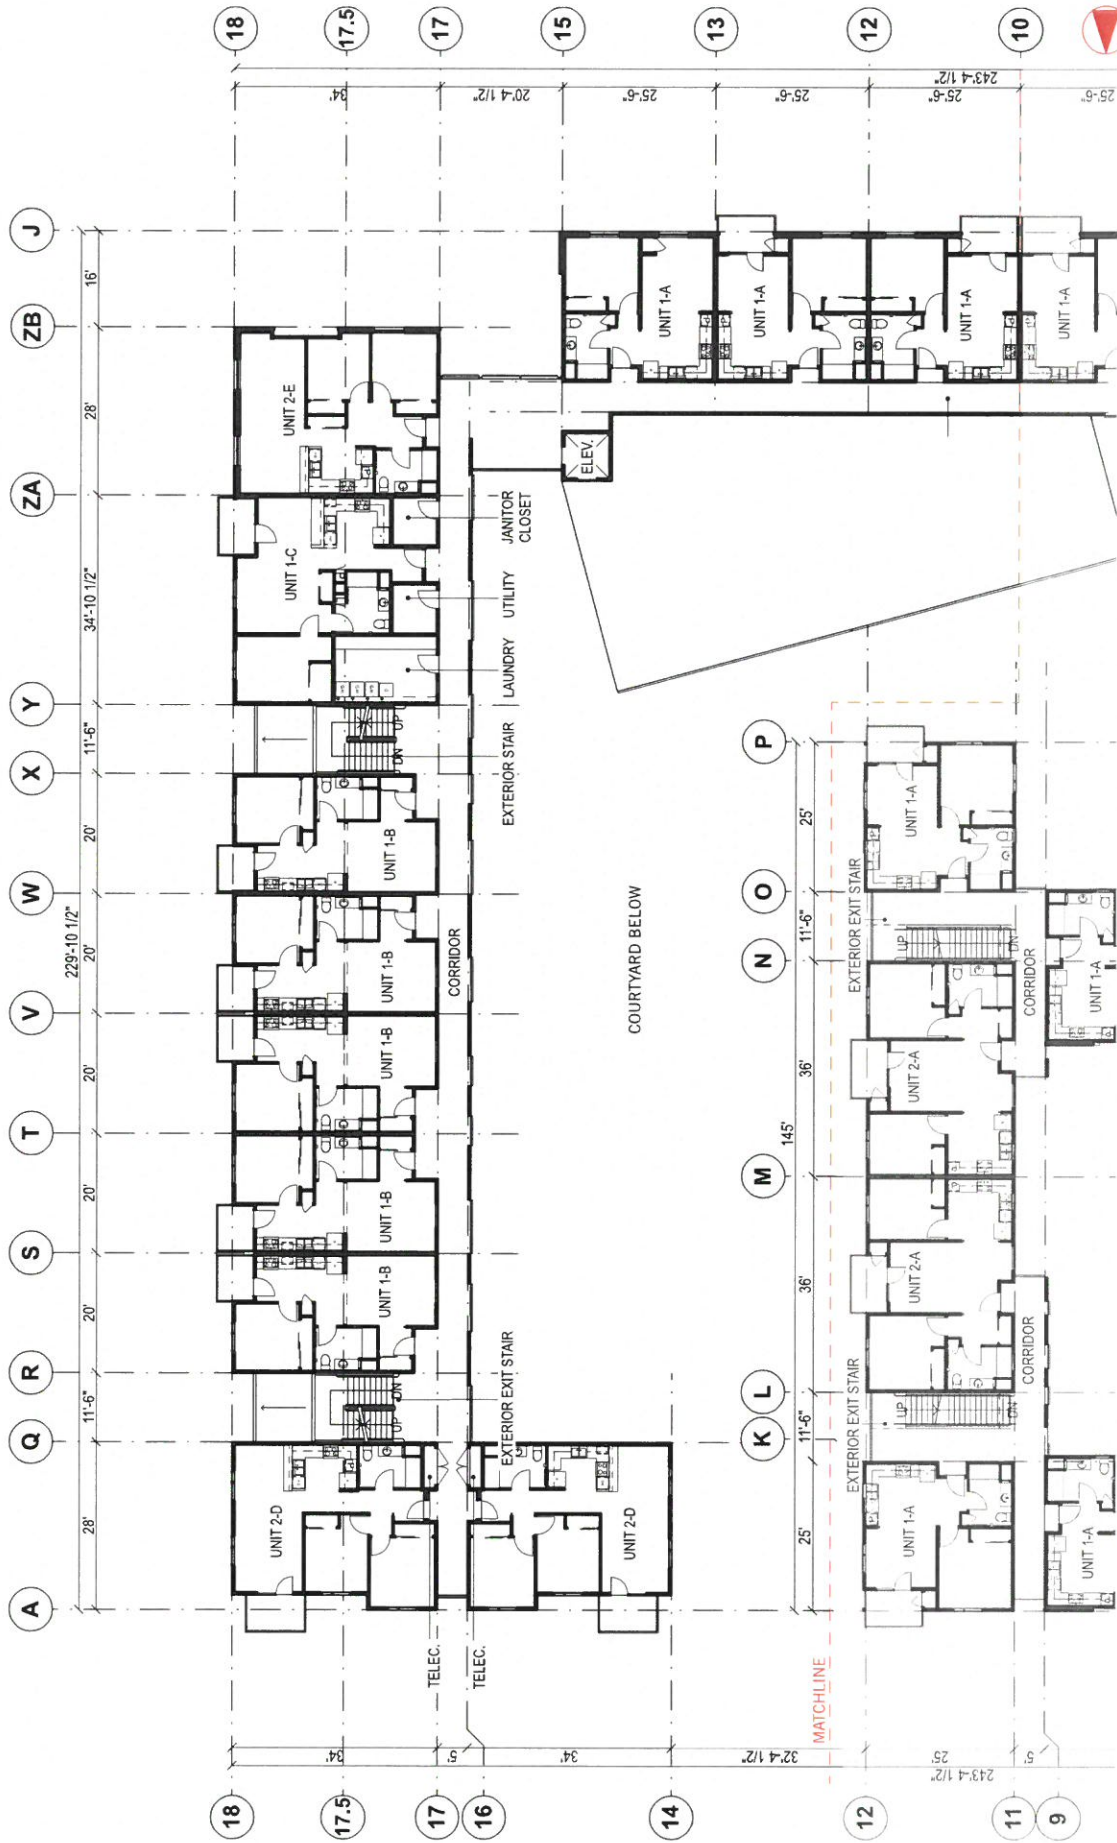 18
17.5
17
15
13
12
10
34'
20'-4 1/2"
25'-6"
25'-6"
25'-6"
25'-6"
243'-4 1/2"
J
ZB
ZA
Y
X
W
V
T
S
R
Q
A
229'-10 1/2"
16'
28'
34'-10 1/2"
11'-6"
20'
20'
20'
20'
20'
11'-6"
28'
UNIT 2-E
UNIT 1-C
UNIT 1-B
UNIT 1-B
UNIT 1-B
UNIT 1-B
UNIT 1-B
UNIT 2-D
UNIT 2-D
UNIT 1-A
UNIT 1-A
UNIT 1-A
UNIT 1-A
ELEV.
JANITOR
CLOSET
UTILITY
LAUNDRY
UP
DN
EXTERIOR STAIR
CORRIDOR
COURTYARD BELOW
DN
UP
EXTERIOR EXIT STAIR
TELEC.
TELEC.
P
O
N
M
L
K
145'
25'
11'-6"
36'
36'
11'-6"
25'
UNIT 1-A
EXTERIOR EXIT STAIR
UP
DN
CORRIDOR
UNIT 1-A
UNIT 2-A
UNIT 2-A
CORRIDOR
EXTERIOR EXIT STAIR
UP
DN
UNIT 1-A
UNIT 1-A
MATCHLINE
34'
5'
34'
32'-4 1/2"
25'
5'
243'-4 1/2"
18
17.5
17
16
14
12
11
9